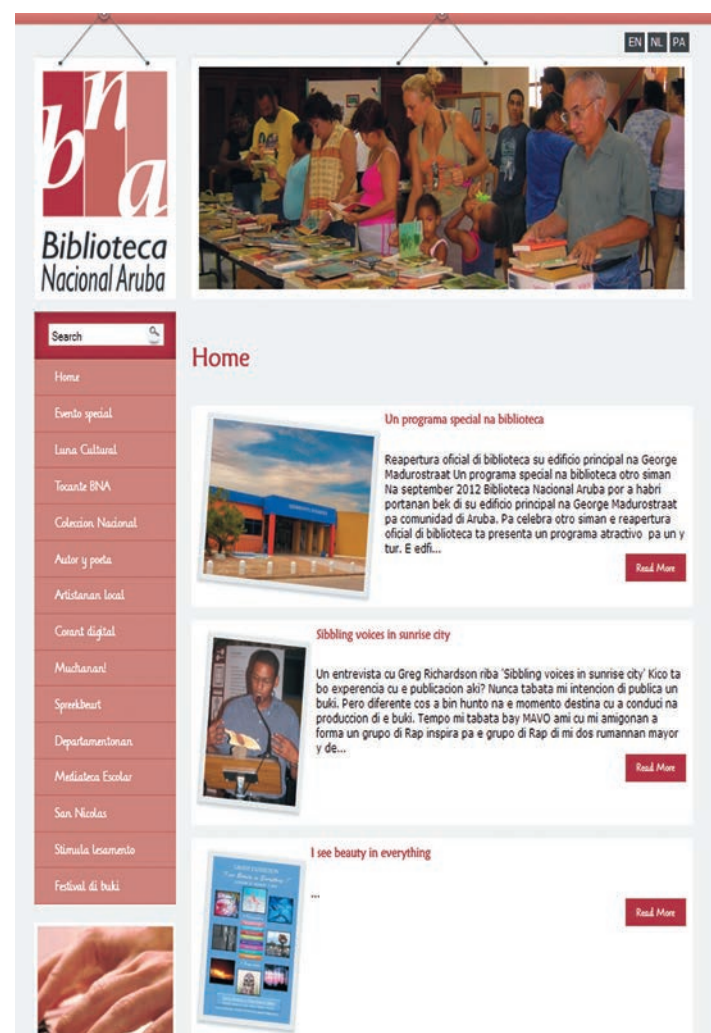 EN NL PA
bna
Biblioteca
Nacional Aruba
Search
Home
Evento special
Luna Cultural
Tocante BNA
Coleccion Nacional
Autor y poeta
Artistanan local
Corant digital
Muchanan!
Spreekbeurt
Departamentonan
Mediateca Escolar
San Nicolas
Stimula lesamento
Festival di buki
Home
Un programa special na biblioteca
Reapertura oficial di biblioteca su edificio principal na George
Madurostraat Un programa special na biblioteca otro siman
Na september 2012 Biblioteca Nacional Aruba por a habri
portanan bek di su edificio principal na George Madurostraat
pa comunidad di Aruba. Pa celebra otro siman e reapertura
oficial di biblioteca ta presenta un programa atractivo pa un y
tur. E edfi...
Read More
Sibbling voices in sunrise city
Un entrevista cu Greg Richardson riba 'Sibbling voices in sunrise city' Kico ta
bo experencia cu e publicacion aki? Nunca tabata mi intencion di publica un
buki. Pero diferente cos a bin hunto na e momento destina cu a conduci na
produccion di e buki. Tempo mi tabata bay MAVO ami cu mi amigonan a
forma un grupo di Rap inspira pa e grupo di Rap di mi dos rumannan mayor
y de...
Read More
I see beauty in everything
...
Read More